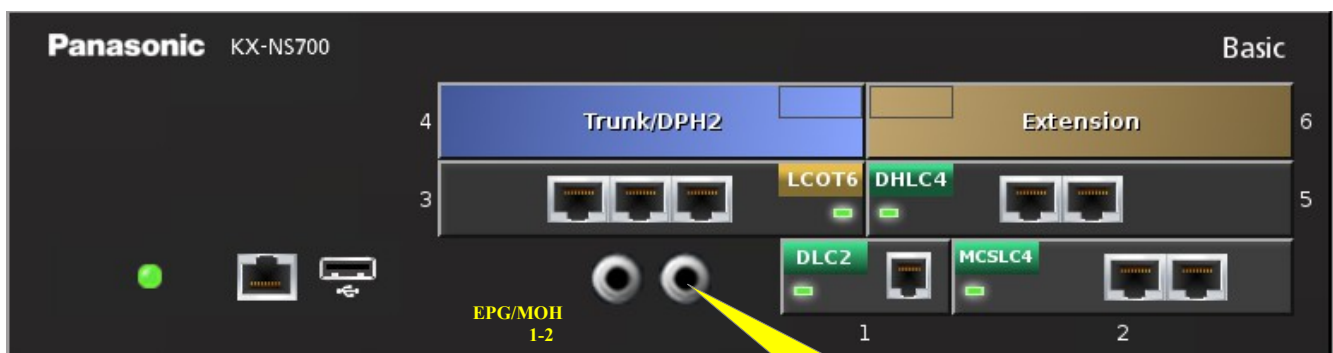 Panasonic KX-NS700
Basic
4
Trunk/DPH2
Extension
6
3
LCOT6
DHLC4
5
DLC2
MCSLC4
EPG/MOH
1-2
1
2